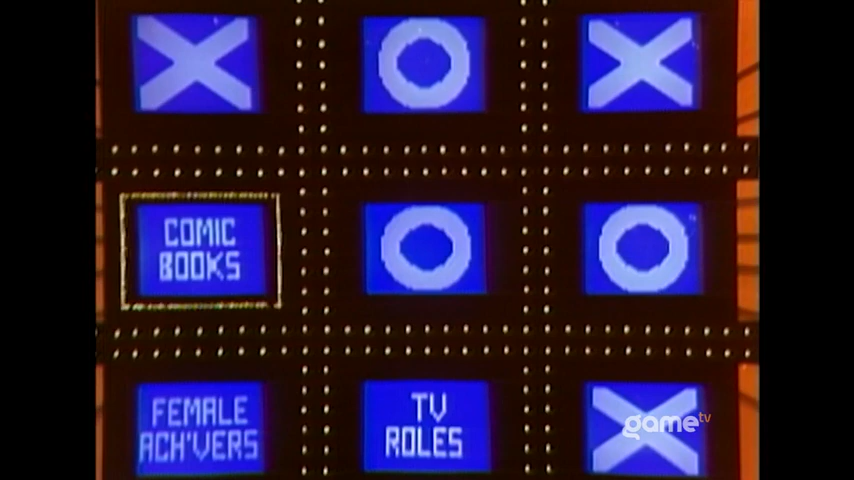 X O X
COMIC
BOOKS
O O
FEMALE
ACH'VERS
TV
ROLES
X
gametv